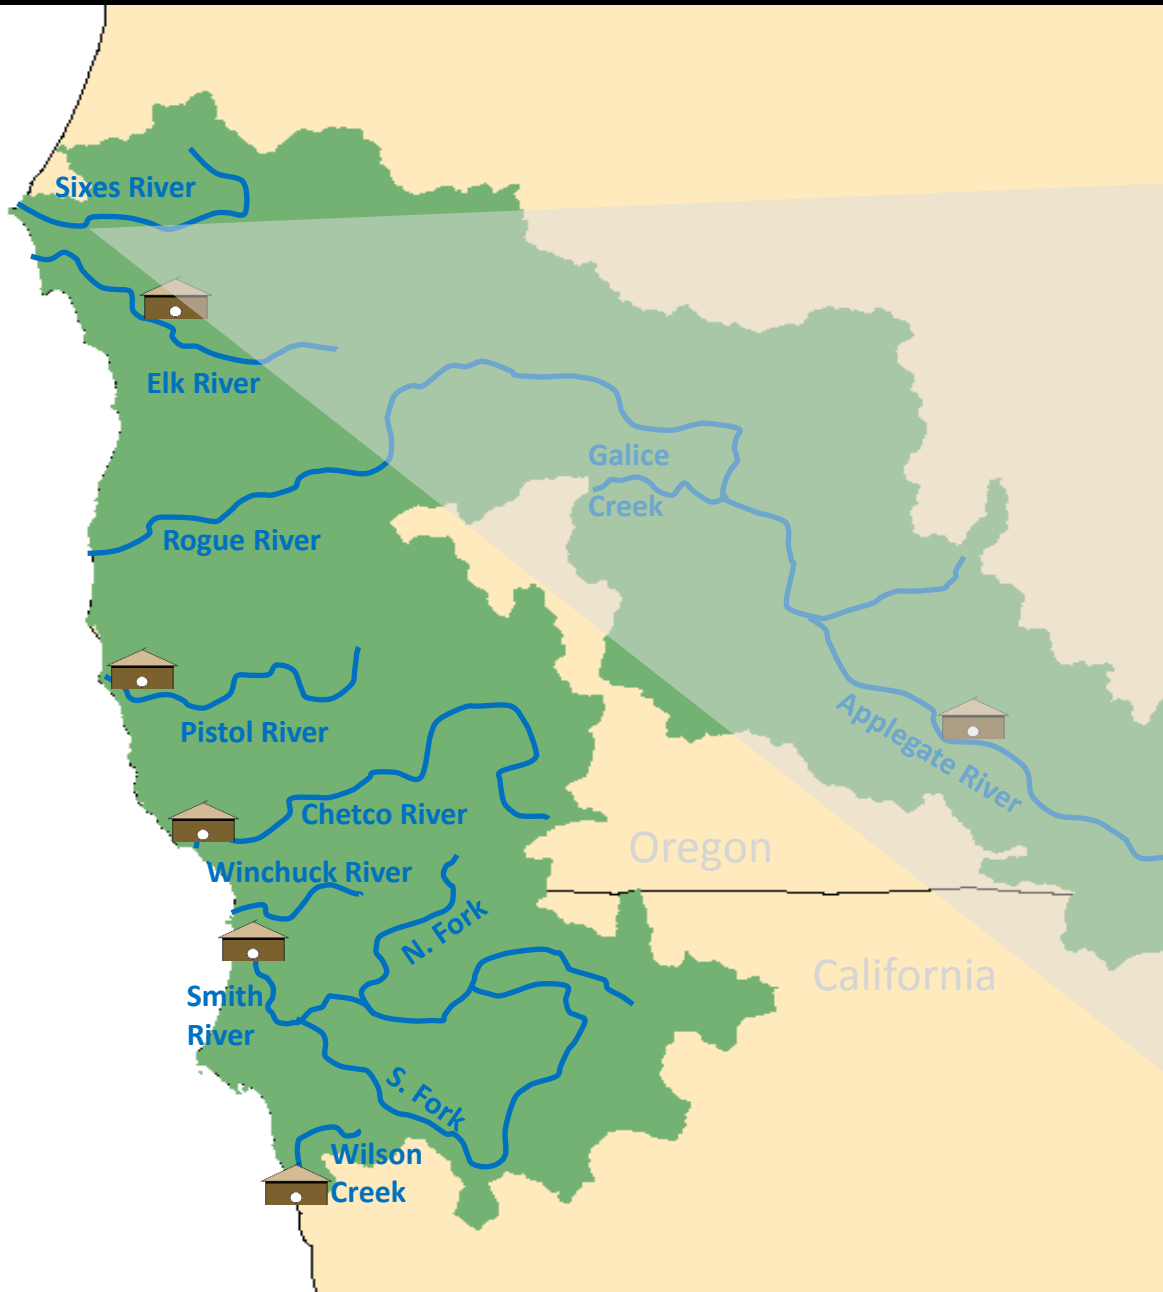 Sixes River
Elk River
Galice
Creek
Rogue River
Applegate River
Pistol River
Chetco River
Oregon
Winchuck River
N. Fork
California
Smith
River
S. Fork
Wilson
Creek